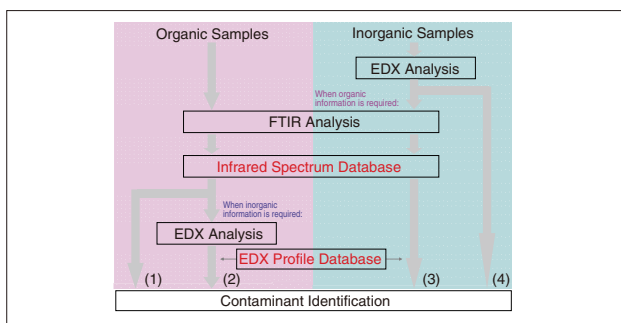 Organic Samples
Inorganic Samples
EDX Analysis
When organic
information is required:
FTIR Analysis
Infrared Spectrum Database
When inorganic
information is required:
EDX Analysis
EDX Profile Database
(1)
(2)
(3)
(4)
Contaminant Identification